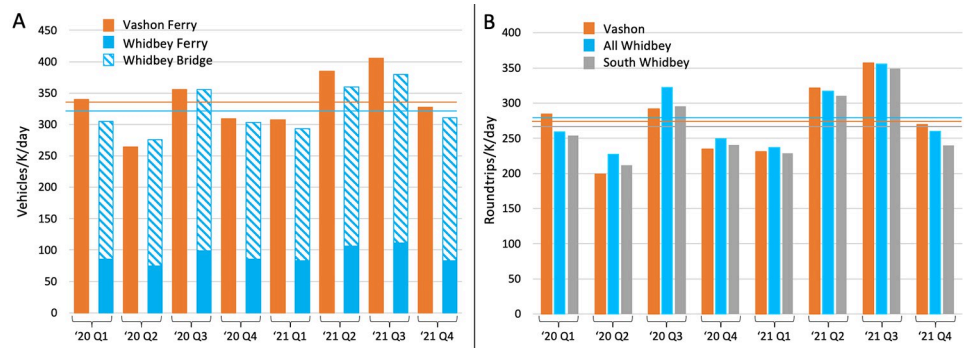 A
Vashon Ferry
Whidbey Ferry
Whidbey Bridge
Vehicles/K/day
450
400
350
300
250
200
150
100
50
0
'20 Q1 '20 Q2 '20 Q3 '20 Q4 '21 Q1 '21 Q2 '21 Q3 '21 Q4
B
Vashon
All Whidbey
South Whidbey
Roundtrips/K/day
400
350
300
250
200
150
100
50
0
'20 Q1 '20 Q2 '20 Q3 '20 Q4 '21 Q1 '21 Q2 '21 Q3 '21 Q4